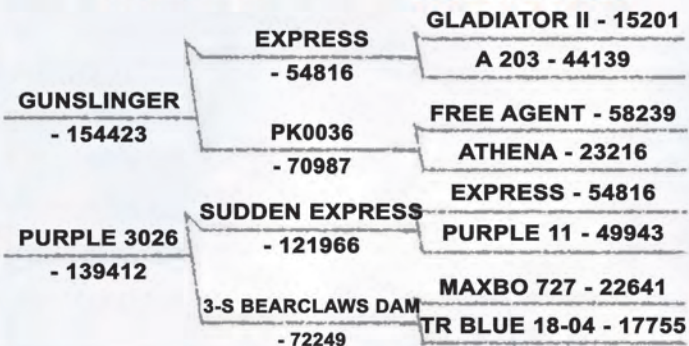 GUNSLINGER
- 154423
EXPRESS
- 54816
GLADIATOR II - 15201
A 203 - 44139
PK0036
- 70987
FREE AGENT - 58239
ATHENA - 23216
PURPLE 3026
- 139412
SUDDEN EXPRESS
- 121966
EXPRESS - 54816
PURPLE 11 - 49943
3-S BEARCLAWS DAM
- 72249
MAXBO 727 - 22641
TR BLUE 18-04 - 17755